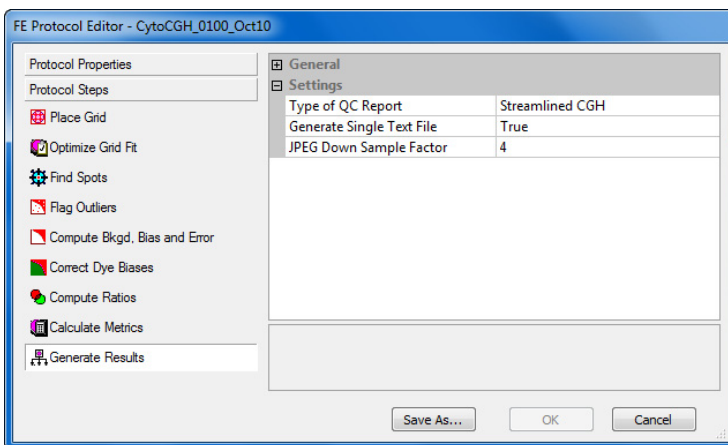 FE Protocol Editor - CytoCGH_0100_Oct10
Protocol Properties
Protocol Steps
Place Grid
Optimize Grid Fit
Find Spots
Flag Outliers
Compute Bkgd, Bias and Error
Correct Dye Biases
Compute Ratios
Calculate Metrics
Generate Results
General
Settings
Type of QC Report Streamlined CGH
Generate Single Text File True
JPEG Down Sample Factor 4
Save As... OK Cancel